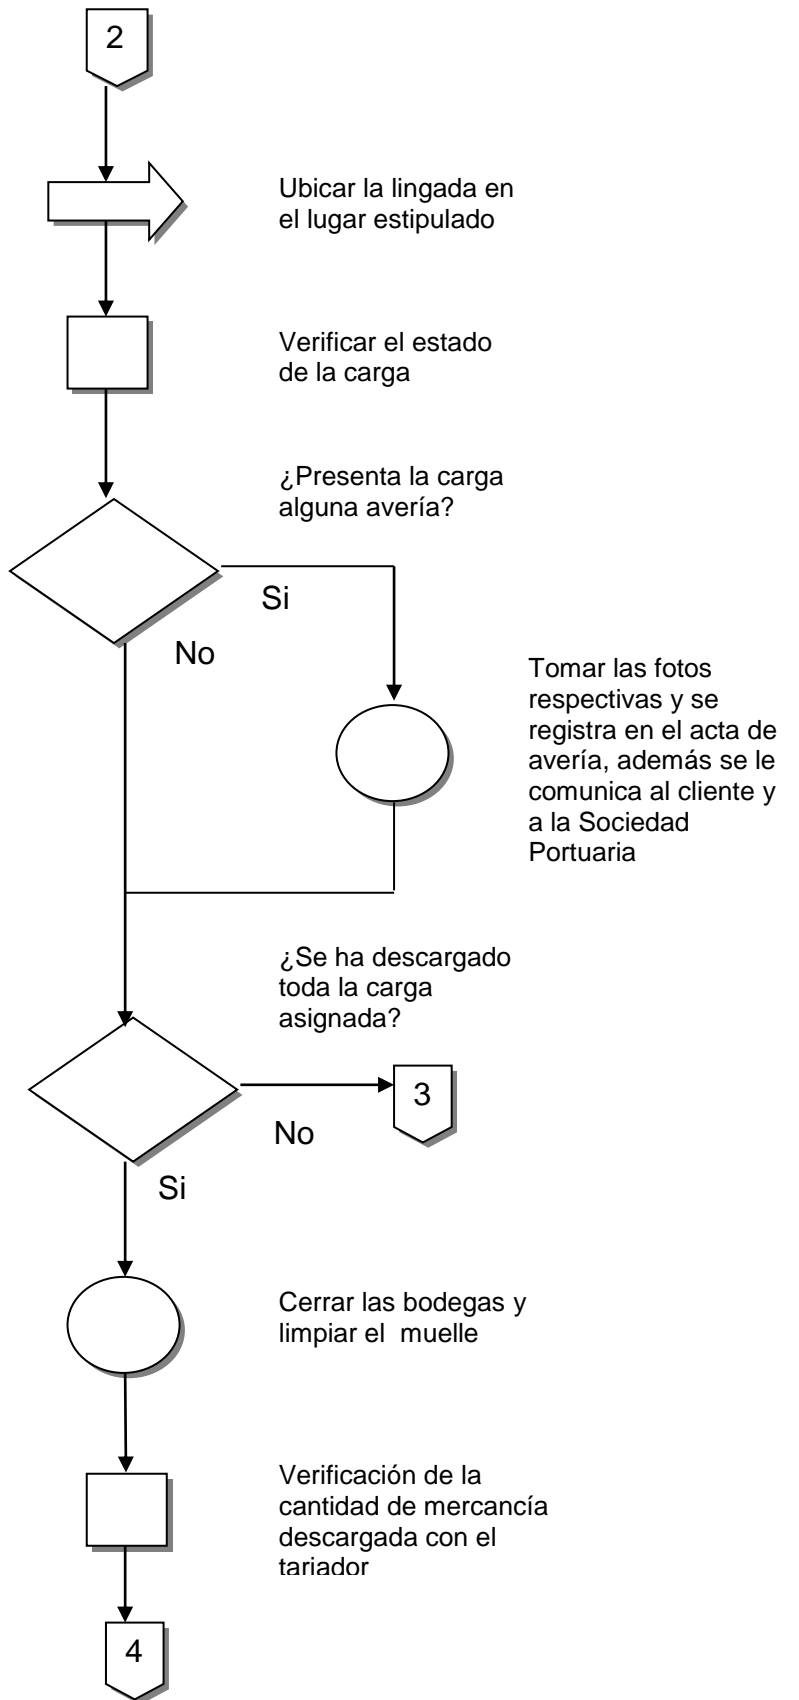 2
Ubicar la lingada en
el lugar estipulado
Verificar el estado
de la carga
¿Presenta la carga
alguna avería?
Si
No
Tomar las fotos
respectivas y se
registra en el acta de
avería, además se le
comunica al cliente y
a la Sociedad
Portuaria
¿Se ha descargado
toda la carga
asignada?
3
No
Si
Cerrar las bodegas y
limpiar el muelle
Verificación de la
cantidad de mercancía
descargada con el
tarjador
4